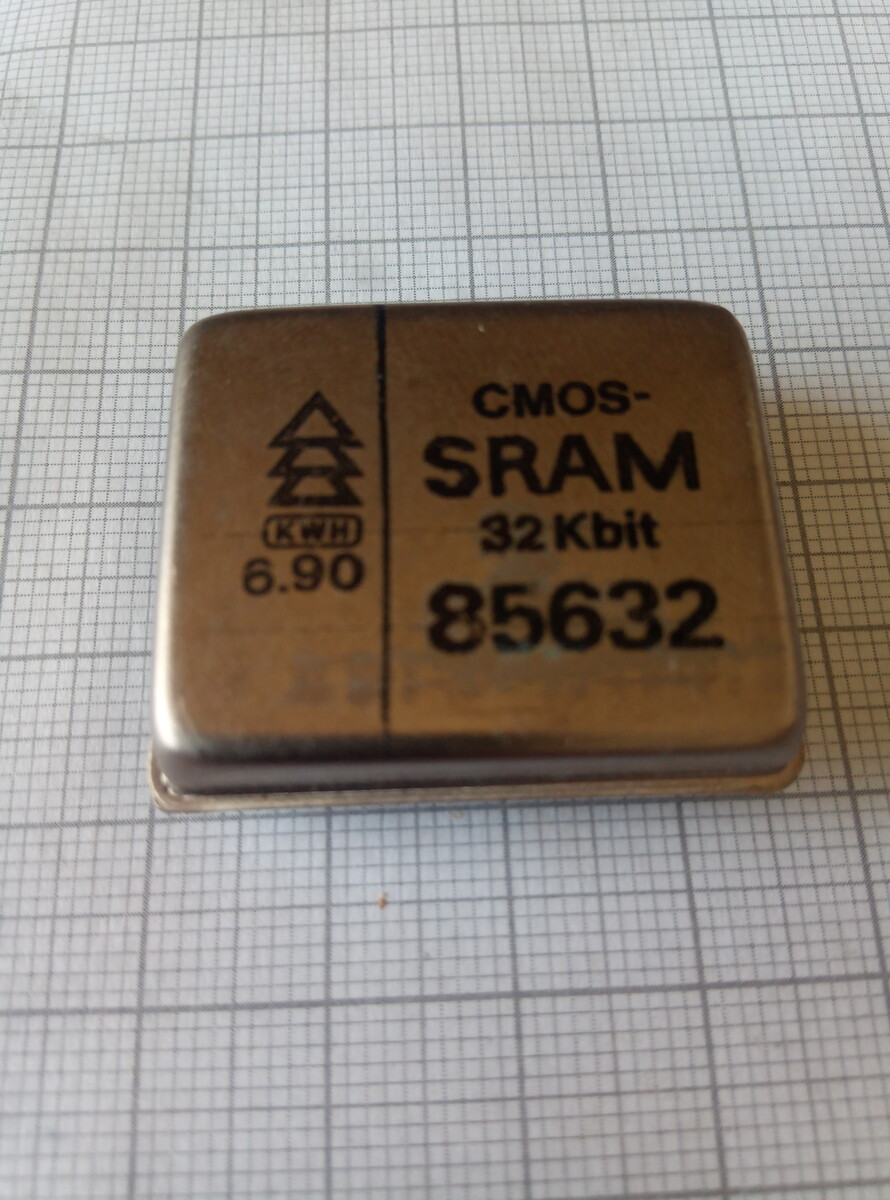 KWH
6.90
CMOS-
SRAM
32 Kbit
85632